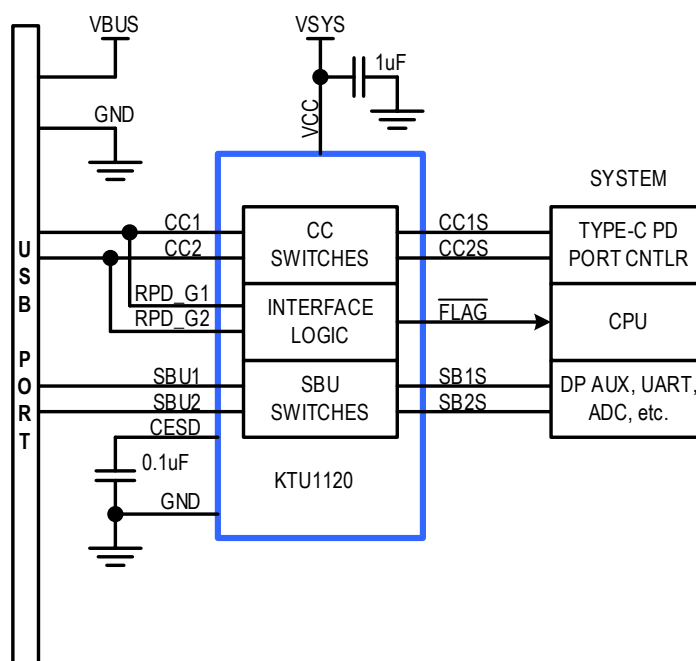 VBUS
VSYS
1uF
GND
VCC
SYSTEM
USB PORT
CC1
CC2
CC
SWITCHES
CC1S
CC2S
TYPE-C PD
PORT CNTLR
RPD_G1
RPD_G2
INTERFACE
LOGIC
FLAG
CPU
SBU1
SBU2
SBU
SWITCHES
SB1S
SB2S
DP AUX, UART,
ADC, etc.
CESD
0.1uF
KTU1120
GND